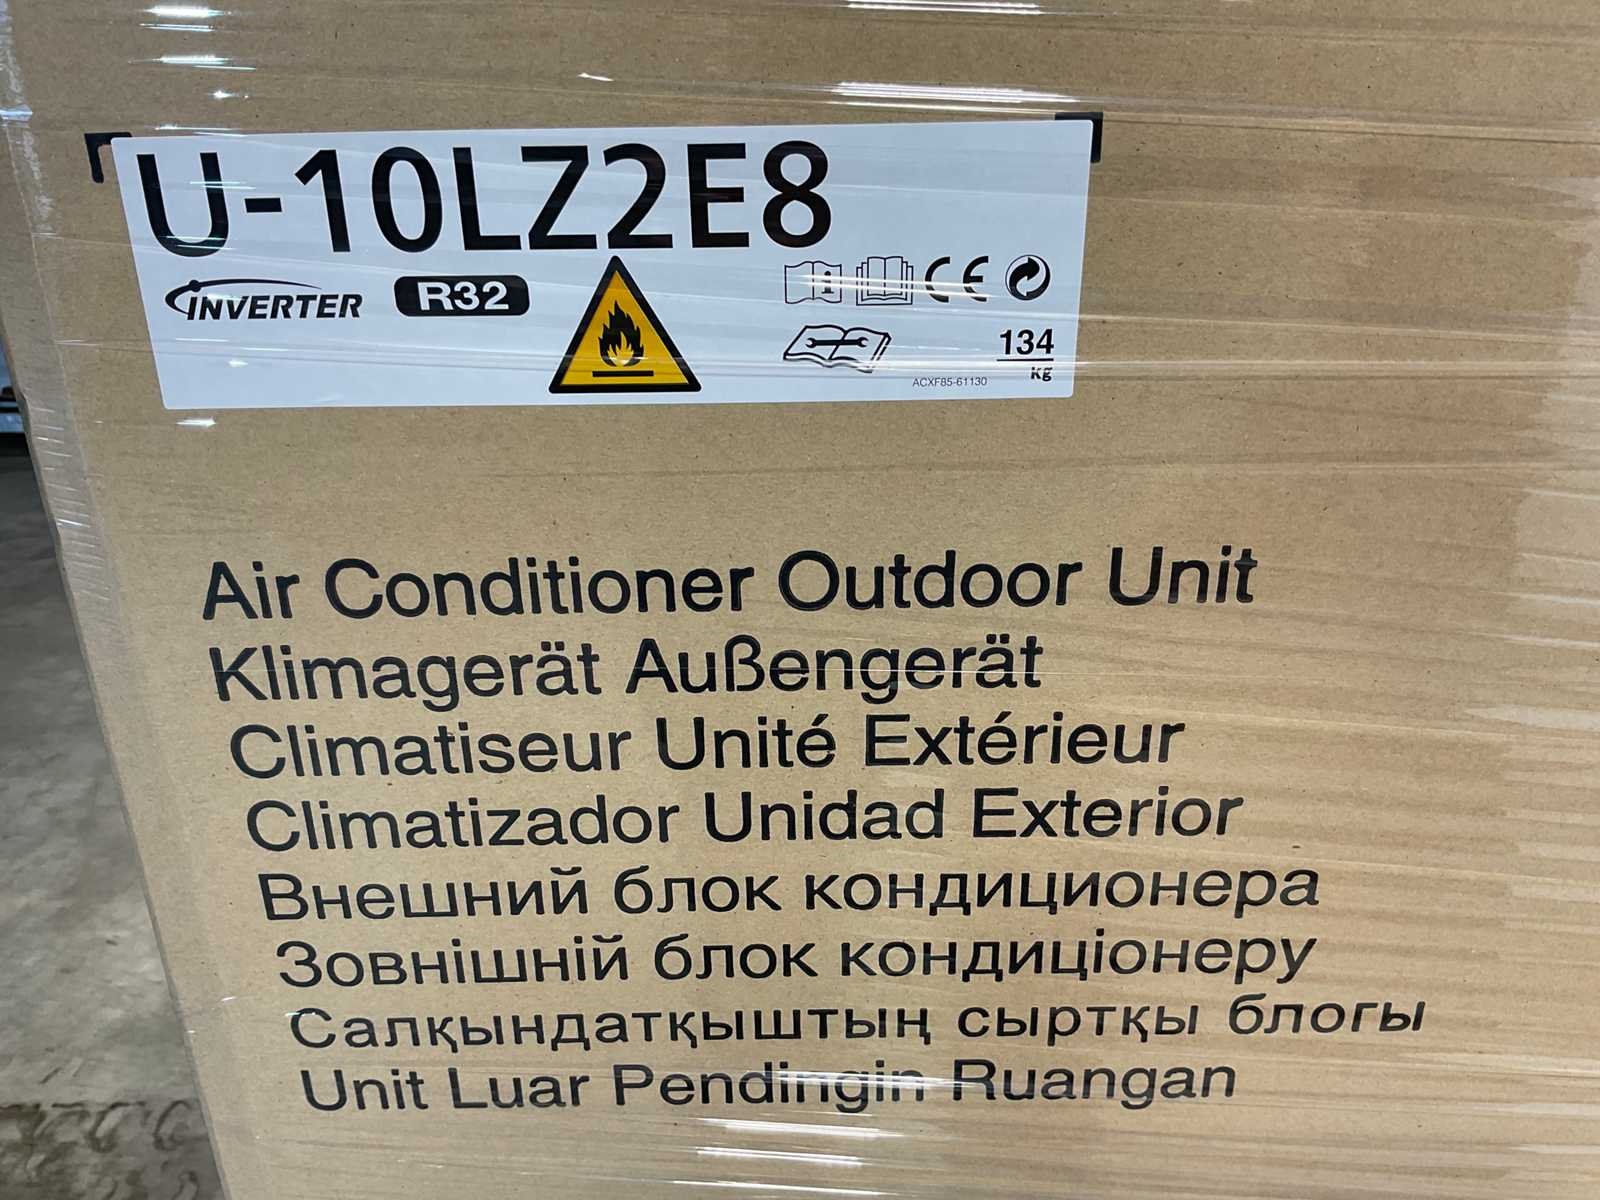 U-10LZ2E8
INVERTER R32
i CE
134
kg
ACXF85-61130
Air Conditioner Outdoor Unit
Klimagerät Außengerät
Climatiseur Unité Extérieur
Climatizador Unidad Exterior
Внешний блок кондиционера
Зовнішній блок кондиціонеру
Салқындатқыштың сыртқы блогы
Unit Luar Pendingin Ruangan